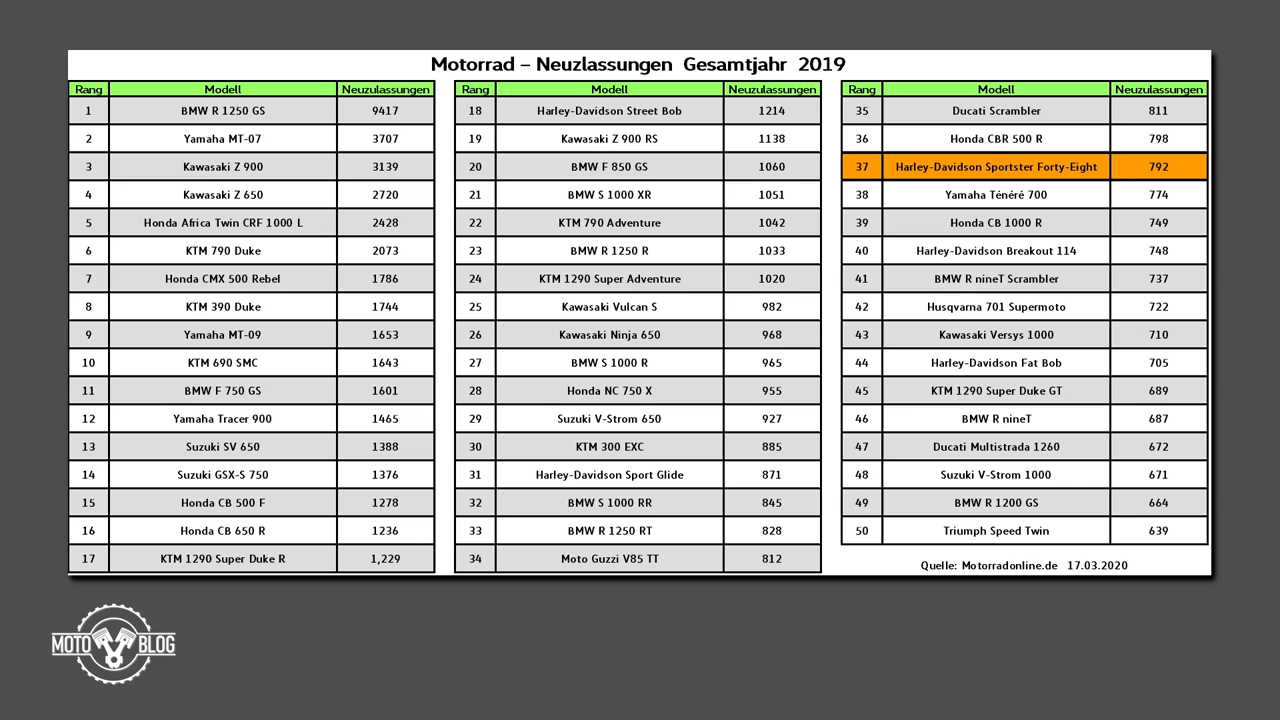 Motorrad – Neuzlassungen Gesamtjahr 2019
Rang Modell Neuzulassungen
1 BMW R 1250 GS 9417
2 Yamaha MT-07 3707
3 Kawasaki Z 900 3139
4 Kawasaki Z 650 2720
5 Honda Africa Twin CRF 1000 L 2428
6 KTM 790 Duke 2073
7 Honda CMX 500 Rebel 1786
8 KTM 390 Duke 1744
9 Yamaha MT-09 1653
10 KTM 690 SMC 1643
11 BMW F 750 GS 1601
12 Yamaha Tracer 900 1465
13 Suzuki SV 650 1388
14 Suzuki GSX-S 750 1376
15 Honda CB 500 F 1278
16 Honda CB 650 R 1236
17 KTM 1290 Super Duke R 1,229
Rang Modell Neuzulassungen
18 Harley-Davidson Street Bob 1214
19 Kawasaki Z 900 RS 1138
20 BMW F 850 GS 1060
21 BMW S 1000 XR 1051
22 KTM 790 Adventure 1042
23 BMW R 1250 R 1033
24 KTM 1290 Super Adventure 1020
25 Kawasaki Vulcan S 982
26 Kawasaki Ninja 650 968
27 BMW S 1000 R 965
28 Honda NC 750 X 955
29 Suzuki V-Strom 650 927
30 KTM 300 EXC 885
31 Harley-Davidson Sport Glide 871
32 BMW S 1000 RR 845
33 BMW R 1250 RT 828
34 Moto Guzzi V85 TT 812
Rang Modell Neuzulassungen
35 Ducati Scrambler 811
36 Honda CBR 500 R 798
37 Harley-Davidson Sportster Forty-Eight 792
38 Yamaha Ténéré 700 774
39 Honda CB 1000 R 749
40 Harley-Davidson Breakout 114 748
41 BMW R nineT Scrambler 737
42 Husqvarna 701 Supermoto 722
43 Kawasaki Versys 1000 710
44 Harley-Davidson Fat Bob 705
45 KTM 1290 Super Duke GT 689
46 BMW R nineT 687
47 Ducati Multistrada 1260 672
48 Suzuki V-Strom 1000 671
49 BMW R 1200 GS 664
50 Triumph Speed Twin 639
Quelle: Motorradonline.de 17.03.2020
MOTO BLOG